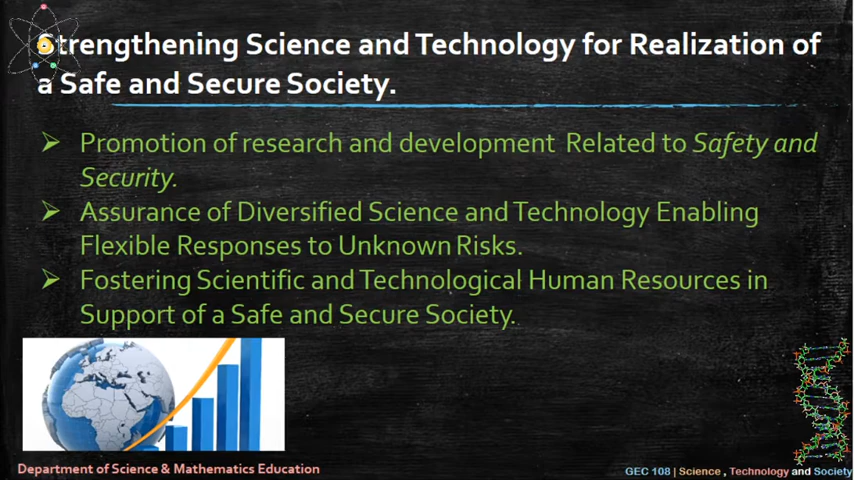 Strengthening Science and Technology for Realization of
a Safe and Secure Society.
➢ Promotion of research and development Related to Safety and
Security.
➢ Assurance of Diversified Science and Technology Enabling
Flexible Responses to Unknown Risks.
➢ Fostering Scientific and Technological Human Resources in
Support of a Safe and Secure Society.
Department of Science & Mathematics Education
GEC 108 | Science , Technology and Society